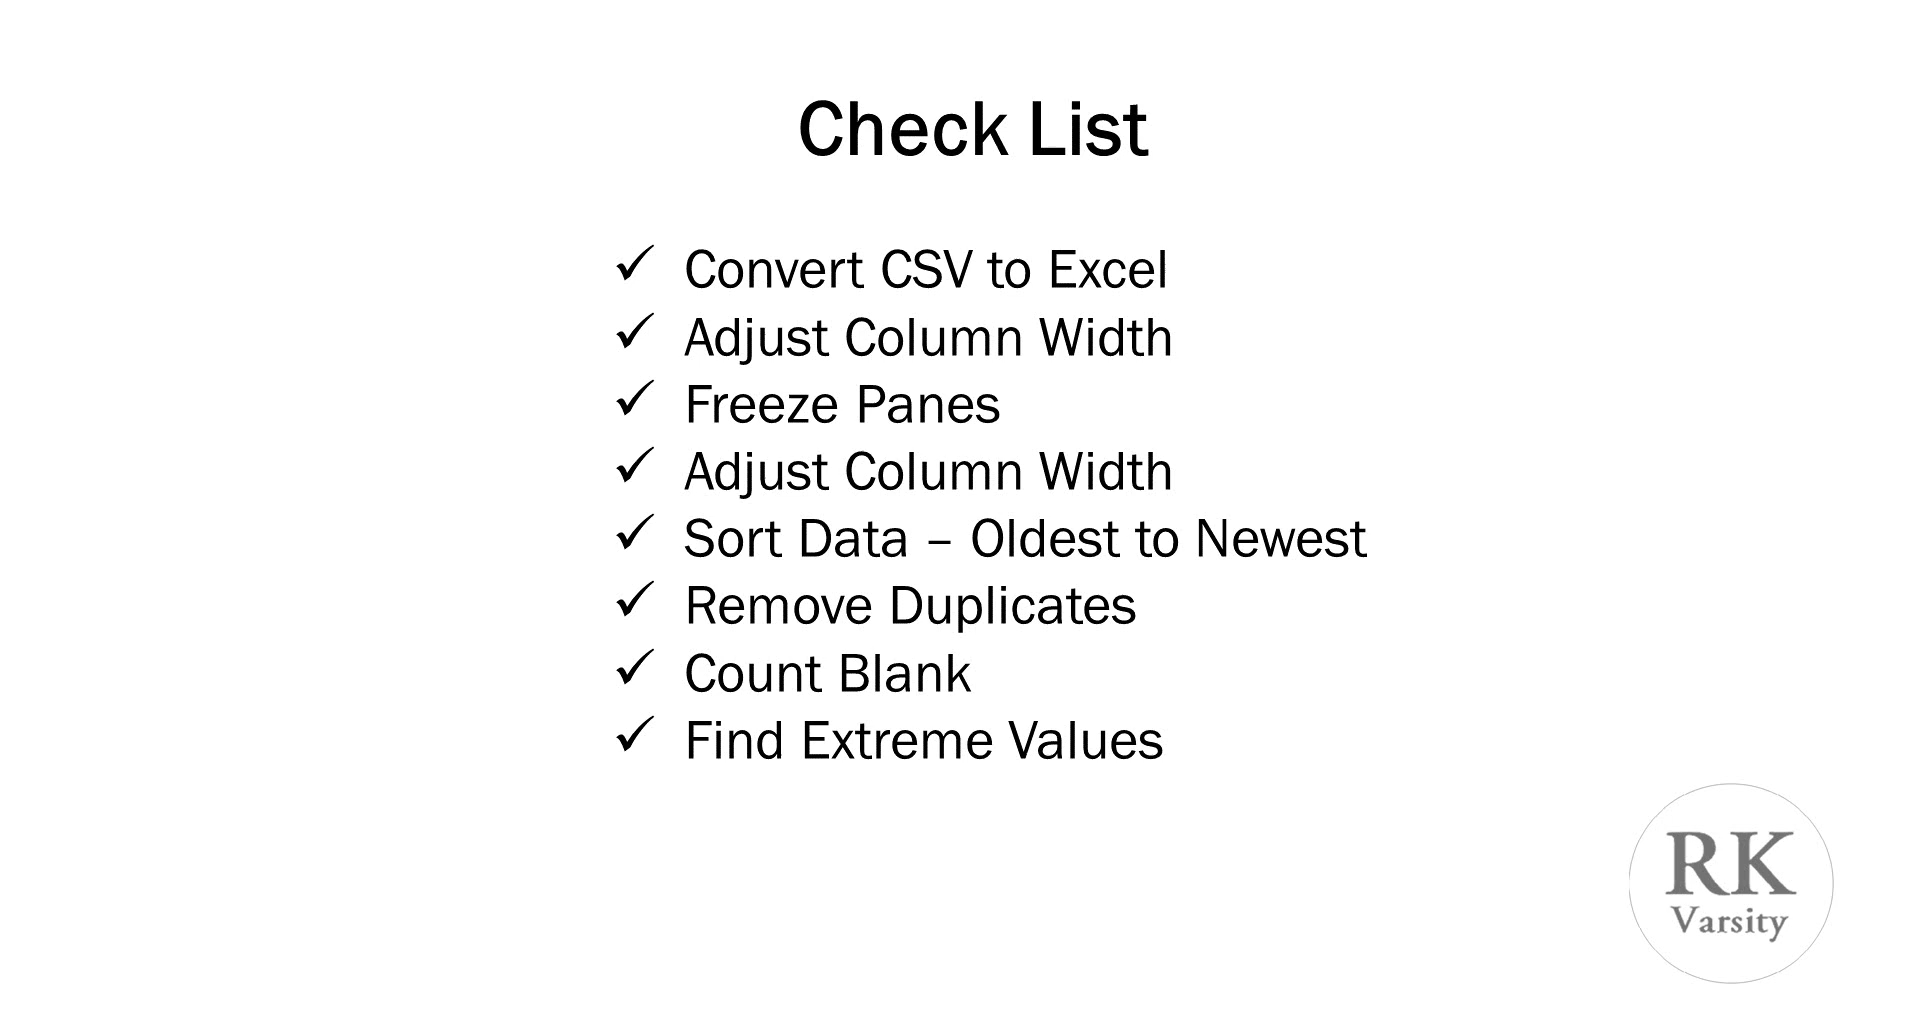 Check List
✓ Convert CSV to Excel
✓ Adjust Column Width
✓ Freeze Panes
✓ Adjust Column Width
✓ Sort Data – Oldest to Newest
✓ Remove Duplicates
✓ Count Blank
✓ Find Extreme Values
RK
Varsity